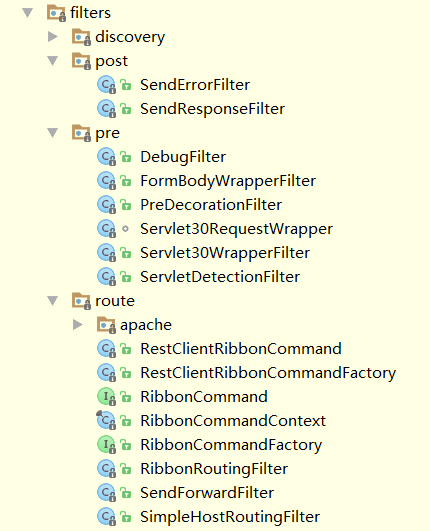 filters
discovery
post
SendErrorFilter
SendResponseFilter
pre
DebugFilter
FormBodyWrapperFilter
PreDecorationFilter
Servlet30RequestWrapper
Servlet30WrapperFilter
ServletDetectionFilter
route
apache
RestClientRibbonCommand
RestClientRibbonCommandFactory
RibbonCommand
RibbonCommandContext
RibbonCommandFactory
RibbonRoutingFilter
SendForwardFilter
SimpleHostRoutingFilter